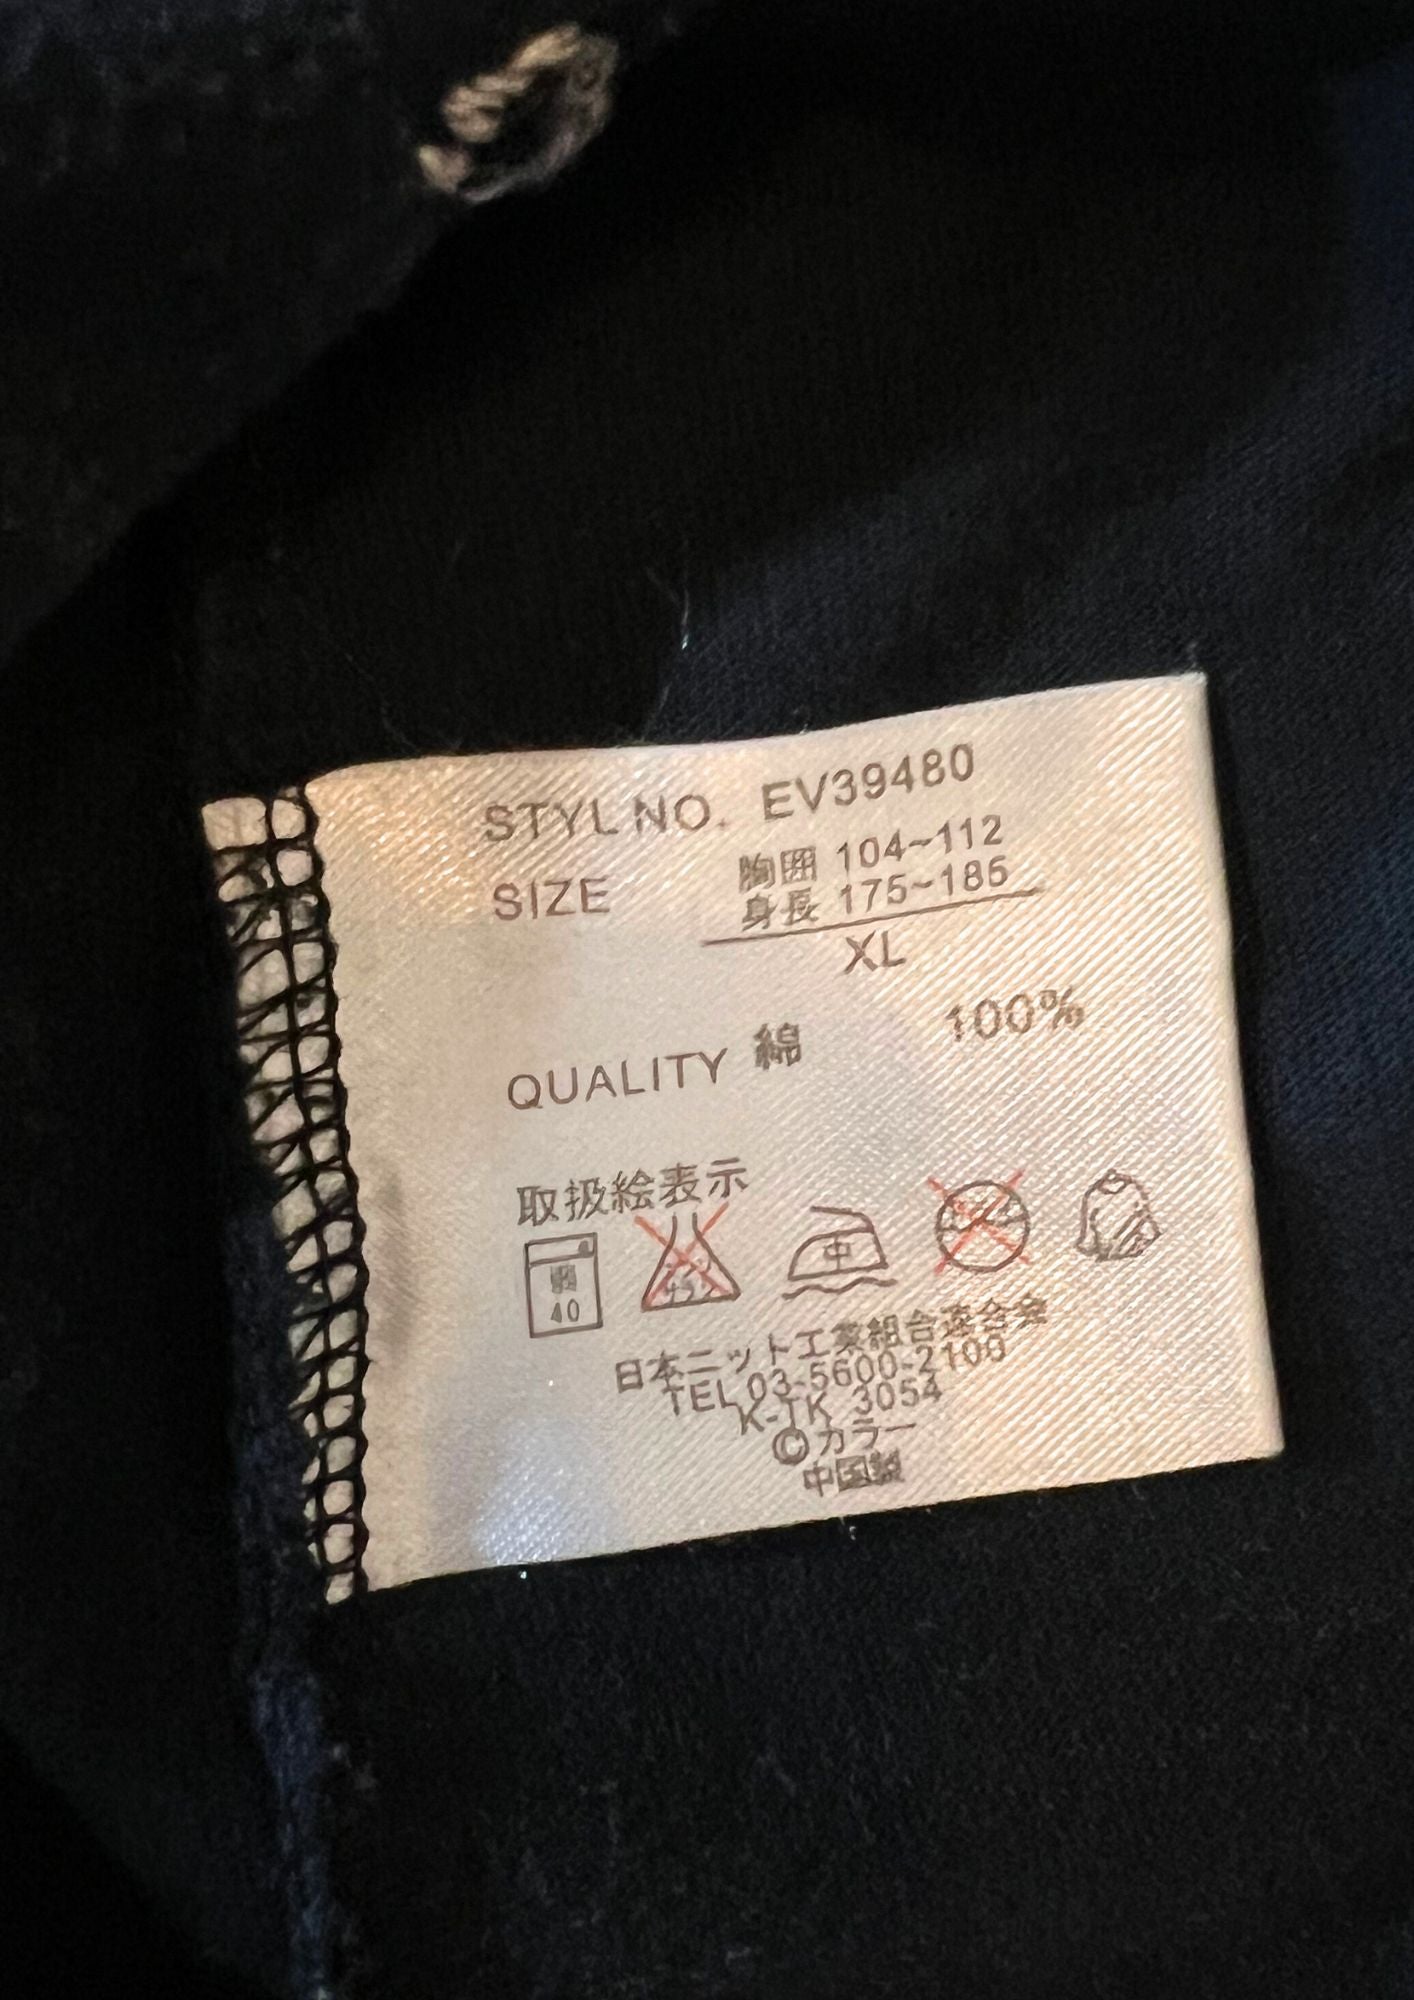 STYL NO. EV39480
SIZE
胸囲 104~112
身長 175~185
XL
QUALITY 綿 100%
取扱絵表示
40
中
日本ニット工業組合連合会
TEL 03-5600-2100
K-TK 3054
©カラー
中国製